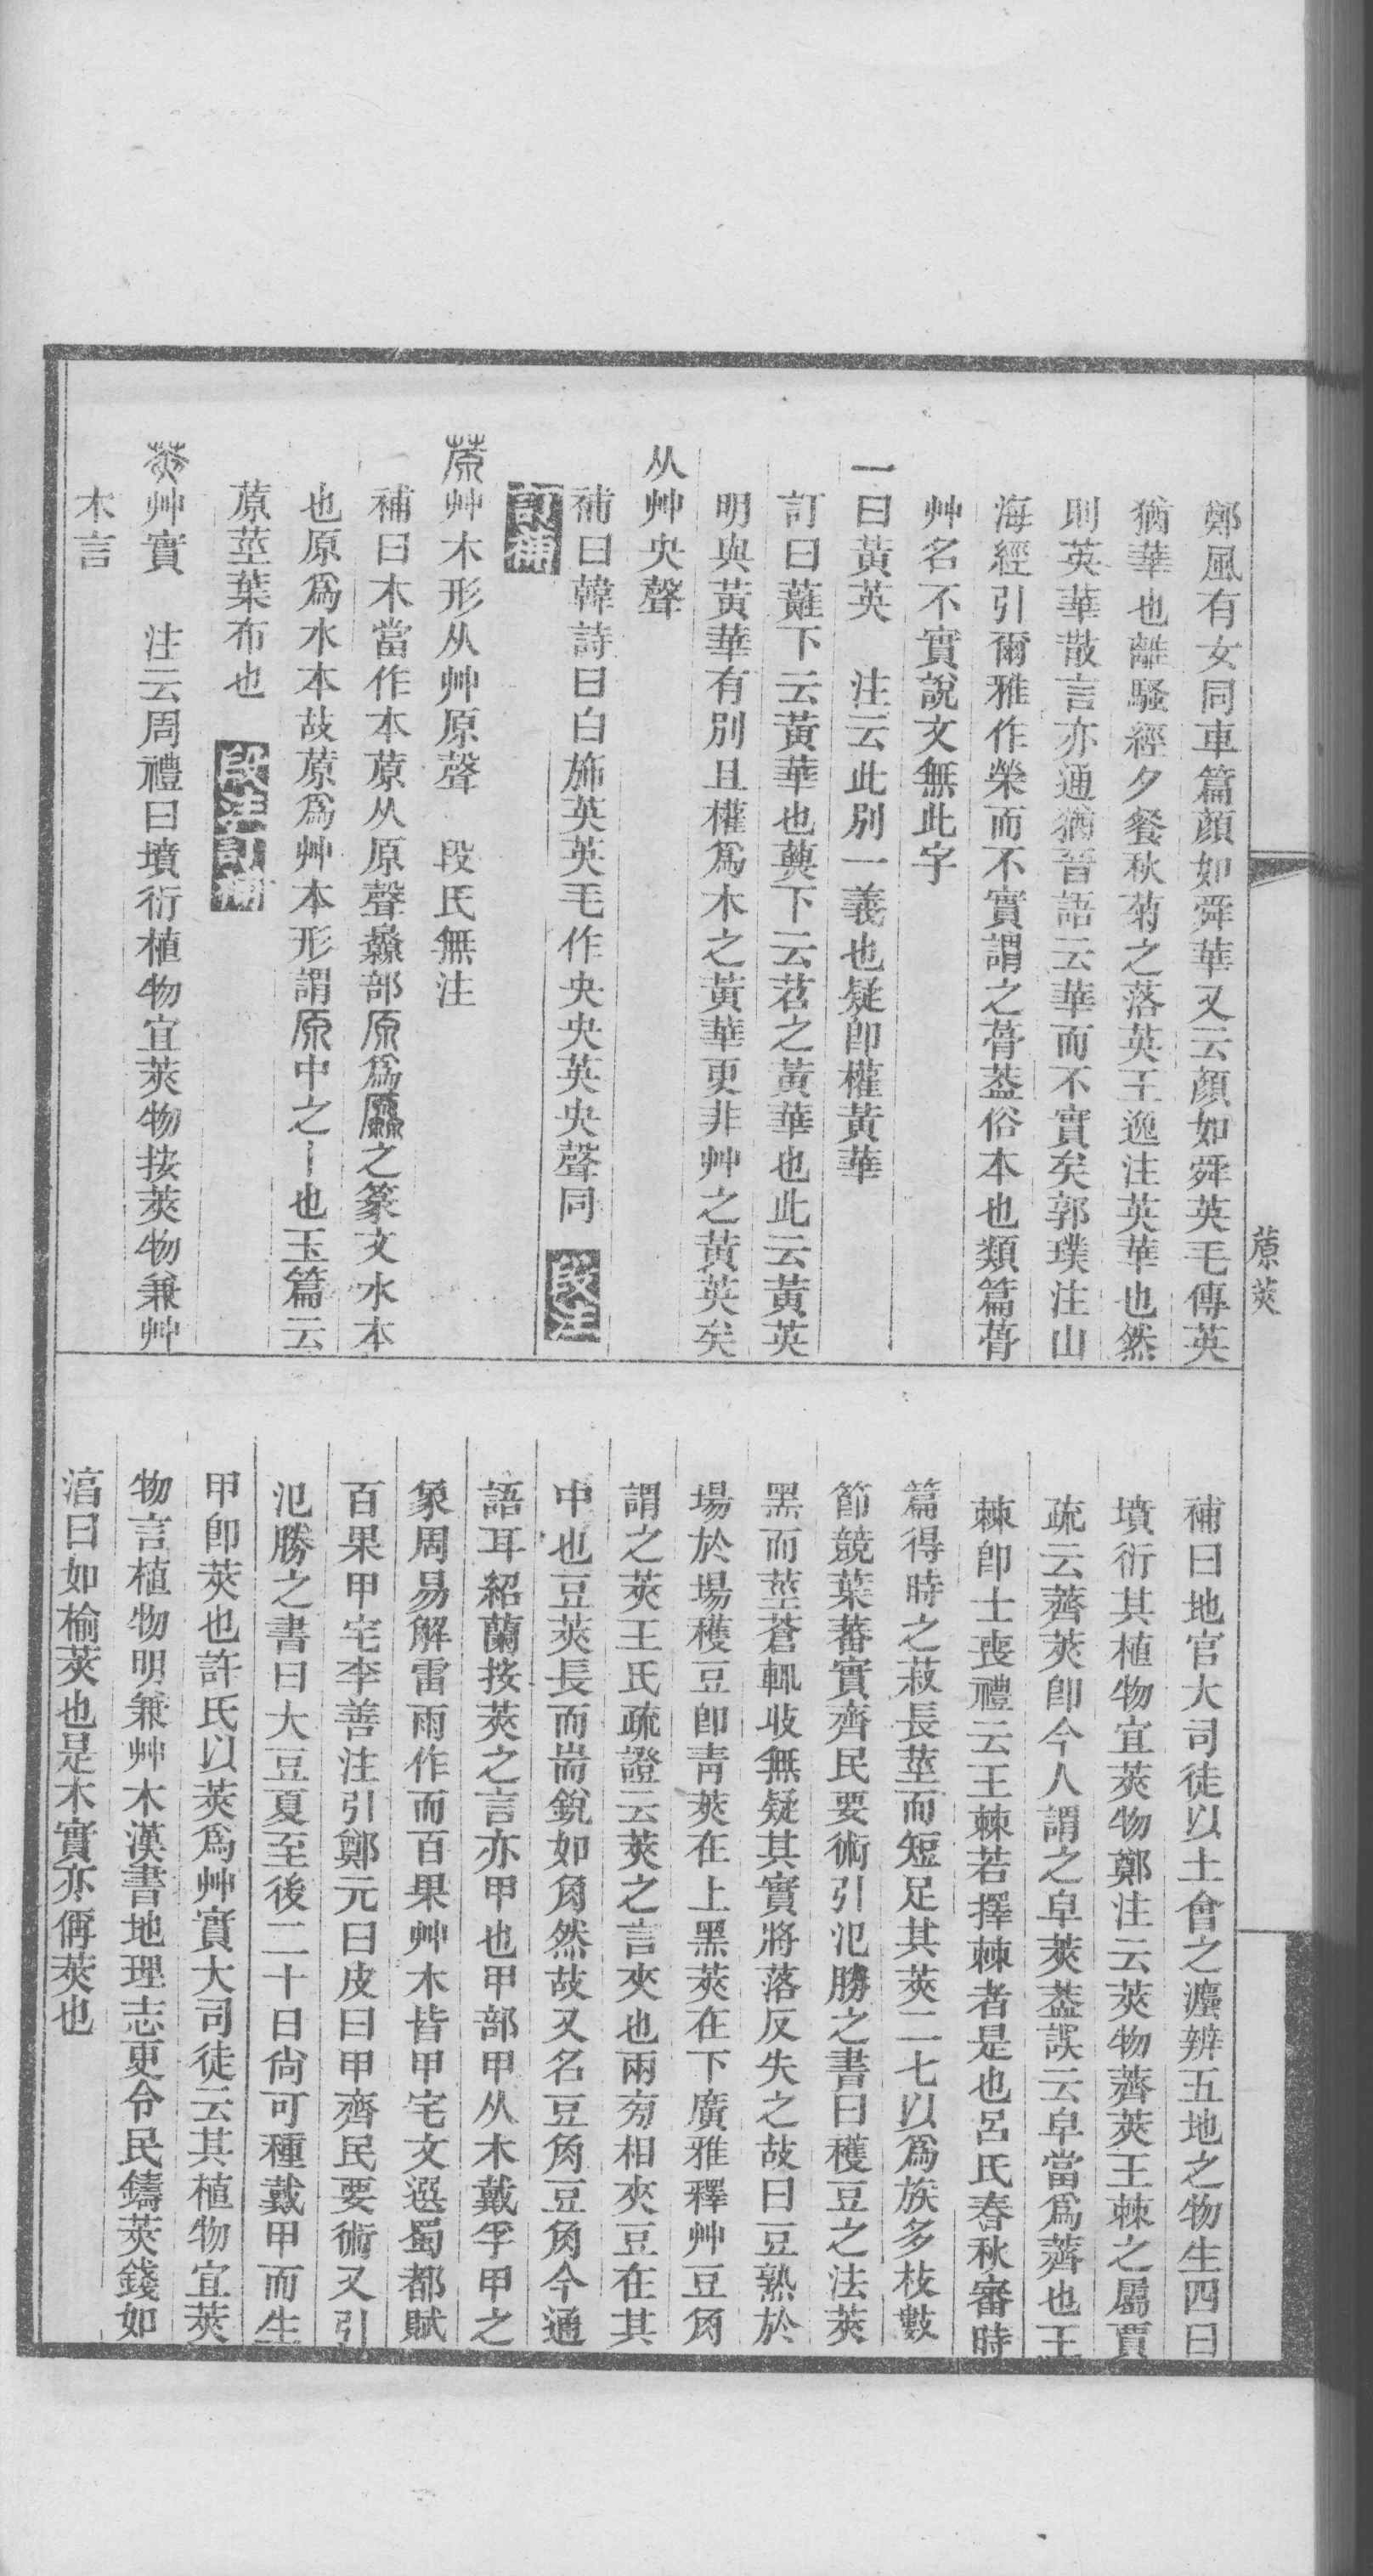 鄭風有女同車篇顔如舜華又云顔如舜英毛傳英
猶華也離騷經夕餐秋菊之落英王逸注英華也然
則英華散言亦通猶晉語云華而不實矣郭璞注山
海經引爾雅作榮而不實謂之蓇葢俗本也類篇蓇
艸名不實說文無此字
一曰黃英 注云此別一義也疑卽權黃華
訂曰虇下云黃華也䔈下云苕之黃華也此云黃英
明與黃華有別且權爲木之黃華更非艸之黃英矣
从艸央聲
補曰韓詩曰白斾英英毛作央央英央聲同 段注
訂補
蒝艸木形从艸原聲 段氏無注
補曰木當作本蒝从原聲灥部原爲厵之篆文水本
也原爲水本故蒝爲艸本形謂原中之丨也玉篇云
蒝莖葉布也 段注訂補
莢艸實 注云周禮曰墳衍植物宜莢物按莢物兼艸
木言
蒝莢
補曰地官大司徒以土會之灋辨五地之物生四曰
墳衍其植物宜莢物鄭注云莢物薺莢王棘之屬賈
疏云薺莢卽今人謂之皁莢葢誤云皁當爲薺也王
棘卽士喪禮云王棘若擇棘者是也呂氏春秋審時
篇得時之菽長莖而短足其莢二七以爲族多枝數
節競葉蕃實齊民要術引氾勝之書曰穫豆之法莢
黑而莖蒼輒收無疑其實將落反失之故曰豆熟於
場於場穫豆卽青莢在上黑莢在下廣雅釋艸豆角
謂之莢王氏疏證云莢之言夾也兩旁相夾豆在其
中也豆莢長而耑銳如角然故又名豆角豆角今通
語耳紹蘭按莢之言亦甲也甲部甲从木戴孚甲之
象周易解雷雨作而百果艸木皆甲宅文選蜀都賦
百果甲宅李善注引鄭元曰皮曰甲齊民要術又引
氾勝之書曰大豆夏至後二十日尙可種戴甲而生
甲卽莢也許氏以莢爲艸實大司徒云其植物宜莢
物言植物明兼艸木漢書地理志更令民鑄莢錢如
湻曰如楡莢也是木實亦偁莢也